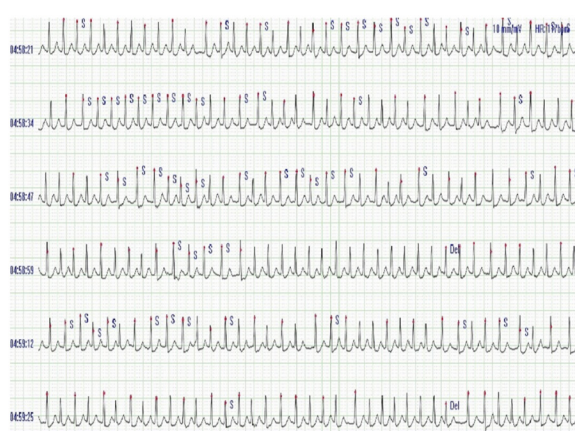 04:58:21 S S S S S S S S S S S 10 mm/mV HR:
04:58:34 S S S S S S S S S S S S S
04:58:47 S S S S S S S S S S S S S S
04:58:59 S S S S Del
04:59:12 S S S S S S S S S S S S
04:59:25 S Del